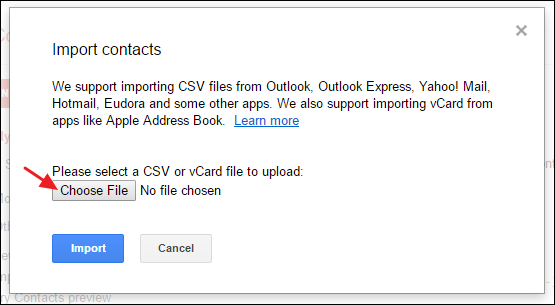 Import contacts
We support importing CSV files from Outlook, Outlook Express, Yahoo! Mail,
Hotmail, Eudora and some other apps. We also support importing vCard from
apps like Apple Address Book. Learn more
Please select a CSV or vCard file to upload:
Choose File No file chosen
Import Cancel
ry Contacts preview